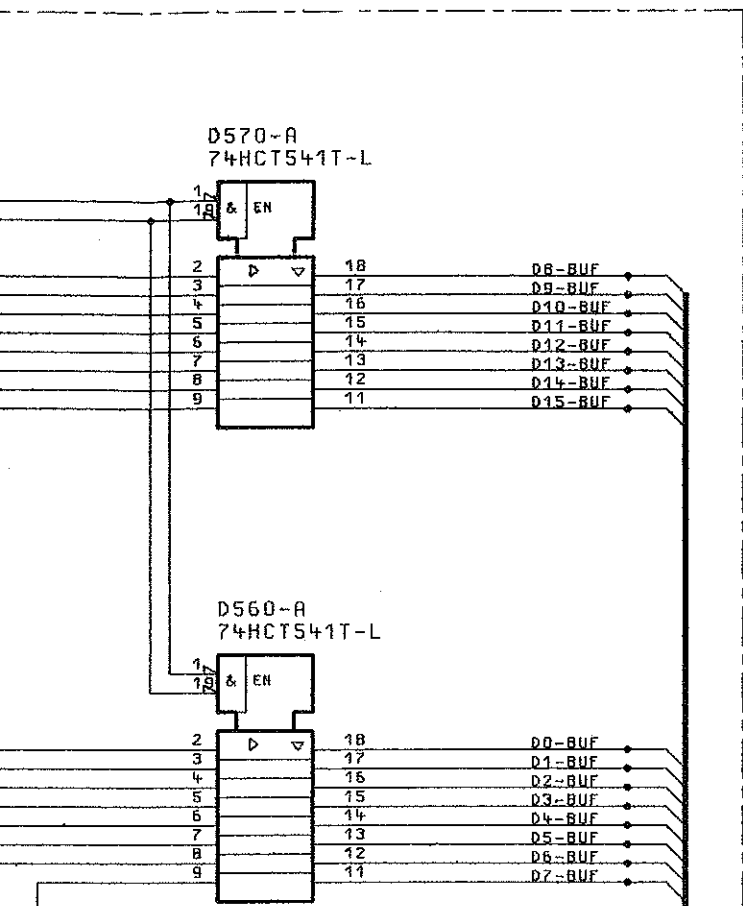 D570-A
74HCT541T-L
1
19 & EN
2 18 D8-BUF
3 17 D9-BUF
4 16 D10-BUF
5 15 D11-BUF
6 14 D12-BUF
7 13 D13-BUF
8 12 D14-BUF
9 11 D15-BUF
D560-A
74HCT541T-L
1
19 & EN
2 18 D0-BUF
3 17 D1-BUF
4 16 D2-BUF
5 15 D3-BUF
6 14 D4-BUF
7 13 D5-BUF
8 12 D6-BUF
9 11 D7-BUF